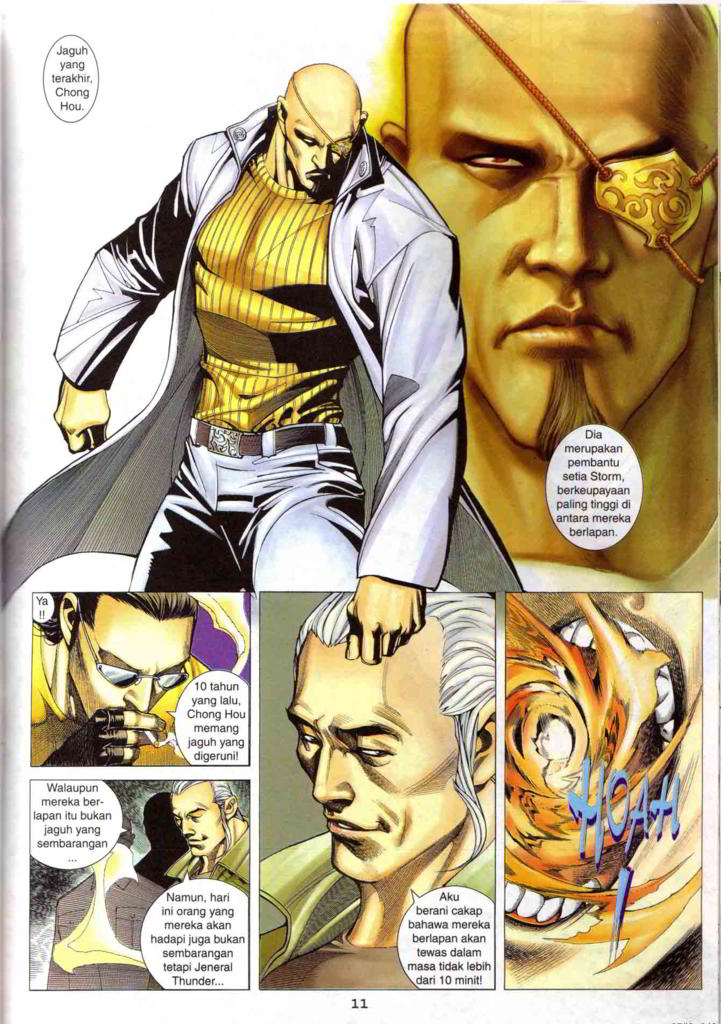 Jaguh
yang
terakhir,
Chong
Hou.
Dia
merupakan
pembantu
setia Storm,
berkeupayaan
paling tinggi di
antara mereka
berlapan.
Ya
!!
10 tahun
yang lalu,
Chong Hou
memang
jaguh yang
digeruni!
Walaupun
mereka ber-
lapan itu bukan
jaguh yang
sembarangan
...
Namun, hari
ini orang yang
mereka akan
hadapi juga bukan
sembarangan
tetapi Jeneral
Thunder...
Aku
berani cakap
bahawa mereka
berlapan akan
tewas dalam
masa tidak lebih
dari 10 minit!
HOAH
!
11